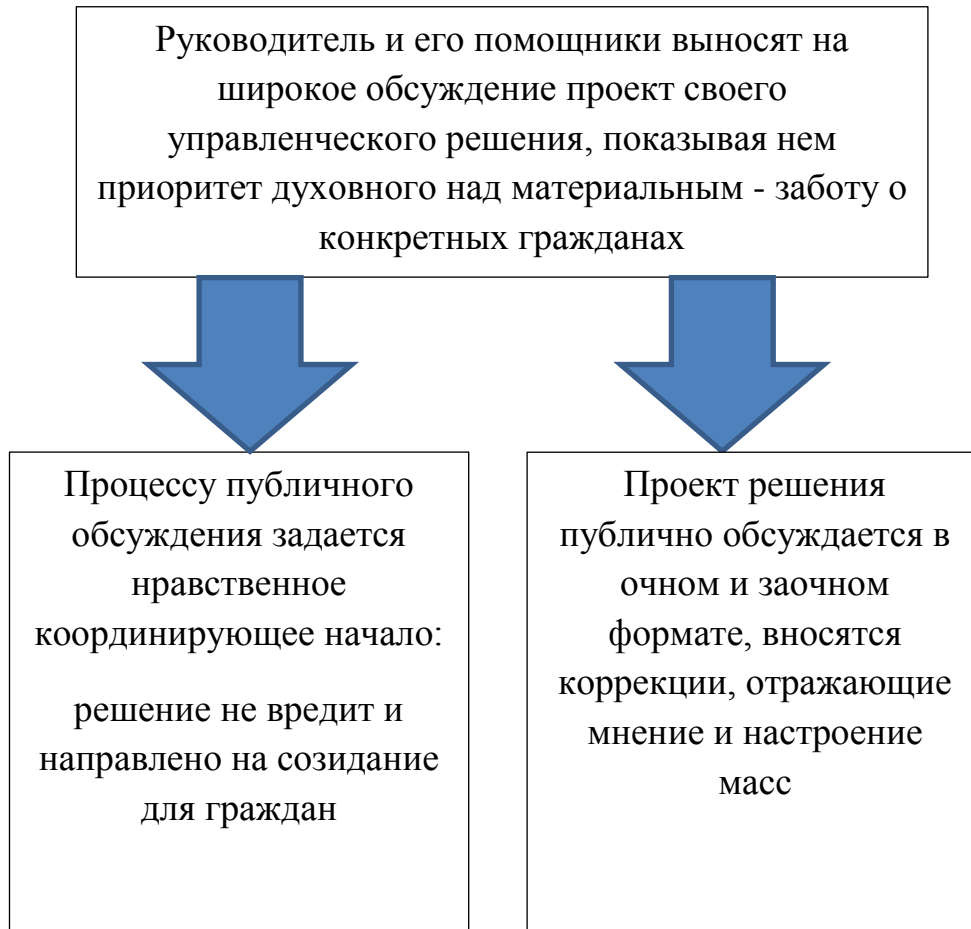 Руководитель и его помощники выносят на
широкое обсуждение проект своего
управленческого решения, показывая нем
приоритет духовного над материальным - заботу о
конкретных гражданах
Процессу публичного
обсуждения задается
нравственное
координирующее начало:
решение не вредит и
направлено на созидание
для граждан
Проект решения
публично обсуждается в
очном и заочном
формате, вносятся
коррекции, отражающие
мнение и настроение
масс